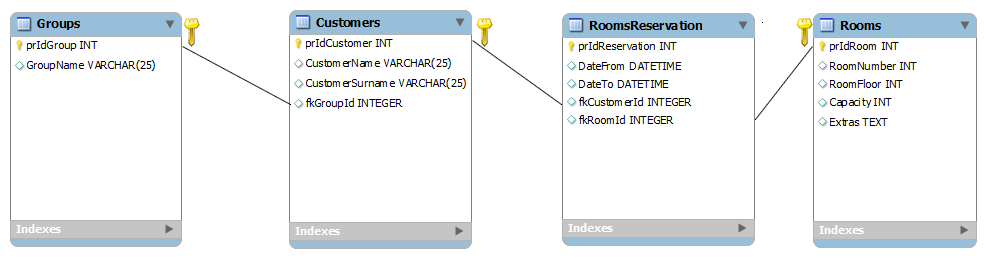 Groups
prIdGroup INT
GroupName VARCHAR(25)
Indexes
Customers
prIdCustomer INT
CustomerName VARCHAR(25)
CustomerSurname VARCHAR(25)
fkGroupId INTEGER
Indexes
RoomsReservation
prIdReservation INT
DateFrom DATETIME
DateTo DATETIME
fkCustomerId INTEGER
fkRoomId INTEGER
Indexes
Rooms
prIdRoom INT
RoomNumber INT
RoomFloor INT
Capacity INT
Extras TEXT
Indexes